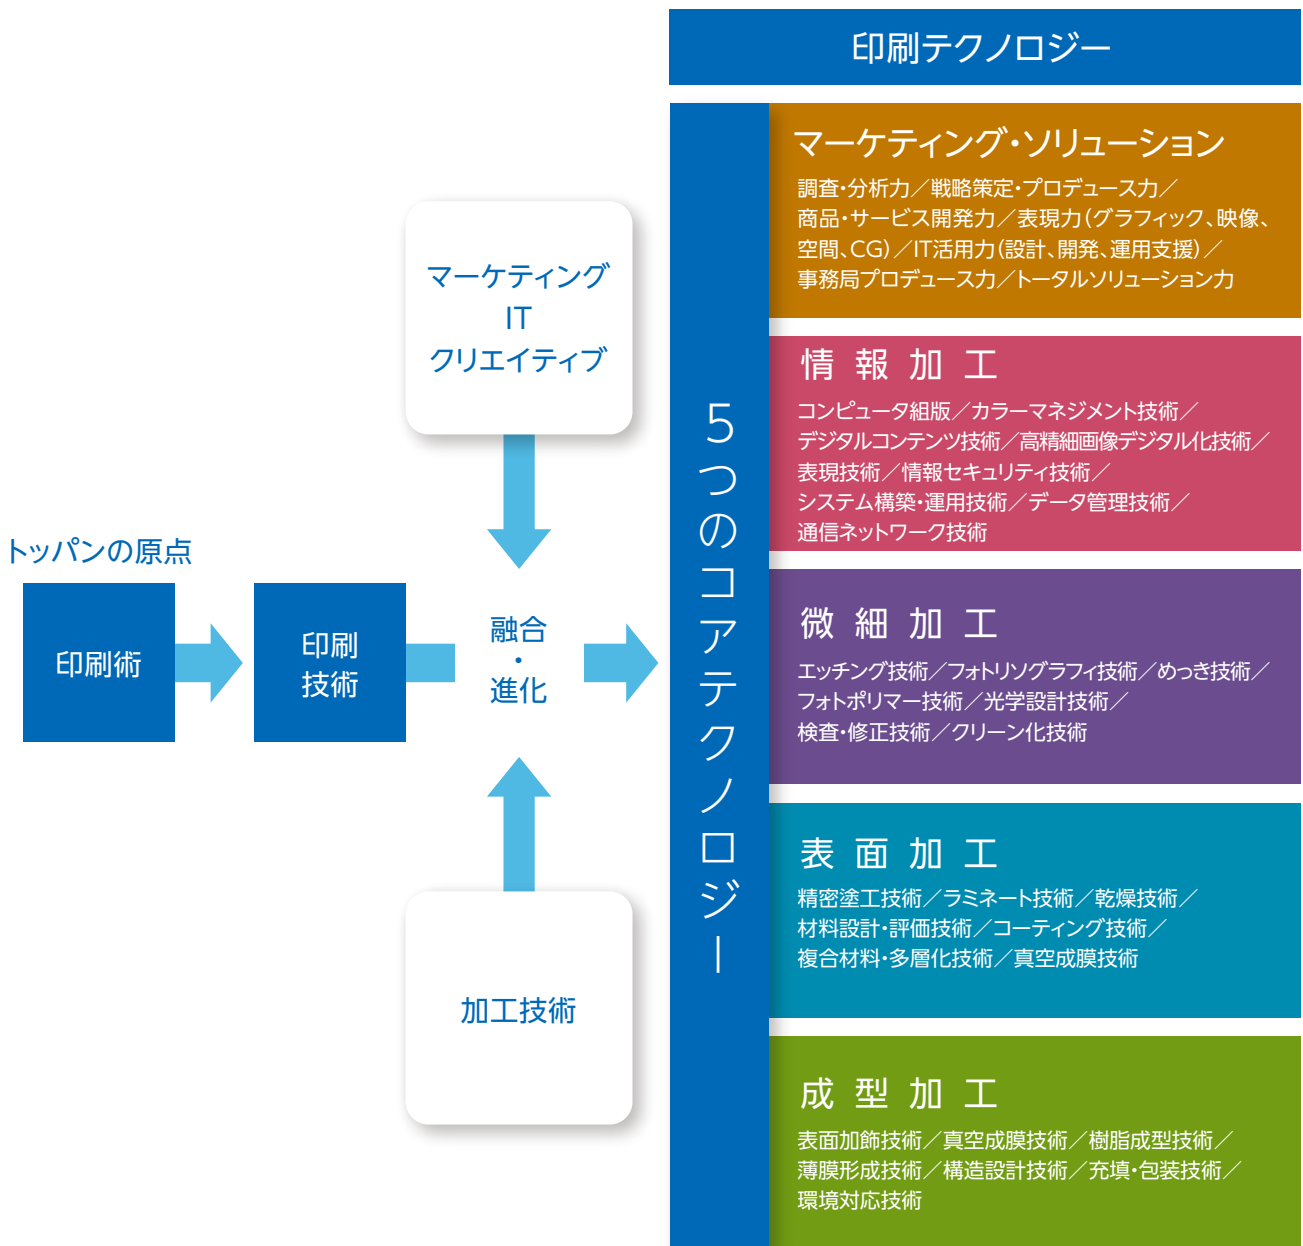 印刷テクノロジー
トッパンの原点
印刷術
印刷
技術
マーケティング
IT
クリエイティブ
融合
・
進化
加工技術
5つのコアテクノロジー
マーケティング・ソリューション
調査・分析力／戦略策定・プロデュース力／
商品・サービス開発力／表現力（グラフィック、映像、
空間、CG）／IT活用力（設計、開発、運用支援）／
事務局プロデュース力／トータルソリューション力
情報加工
コンピュータ組版／カラーマネジメント技術／
デジタルコンテンツ技術／高精細画像デジタル化技術／
表現技術／情報セキュリティ技術／
システム構築・運用技術／データ管理技術／
通信ネットワーク技術
微細加工
エッチング技術／フォトリソグラフィ技術／めっき技術／
フォトポリマー技術／光学設計技術／
検査・修正技術／クリーン化技術
表面加工
精密塗工技術／ラミネート技術／乾燥技術／
材料設計・評価技術／コーティング技術／
複合材料・多層化技術／真空成膜技術
成型加工
表面加飾技術／真空成膜技術／樹脂成型技術／
薄膜形成技術／構造設計技術／充填・包装技術／
環境対応技術